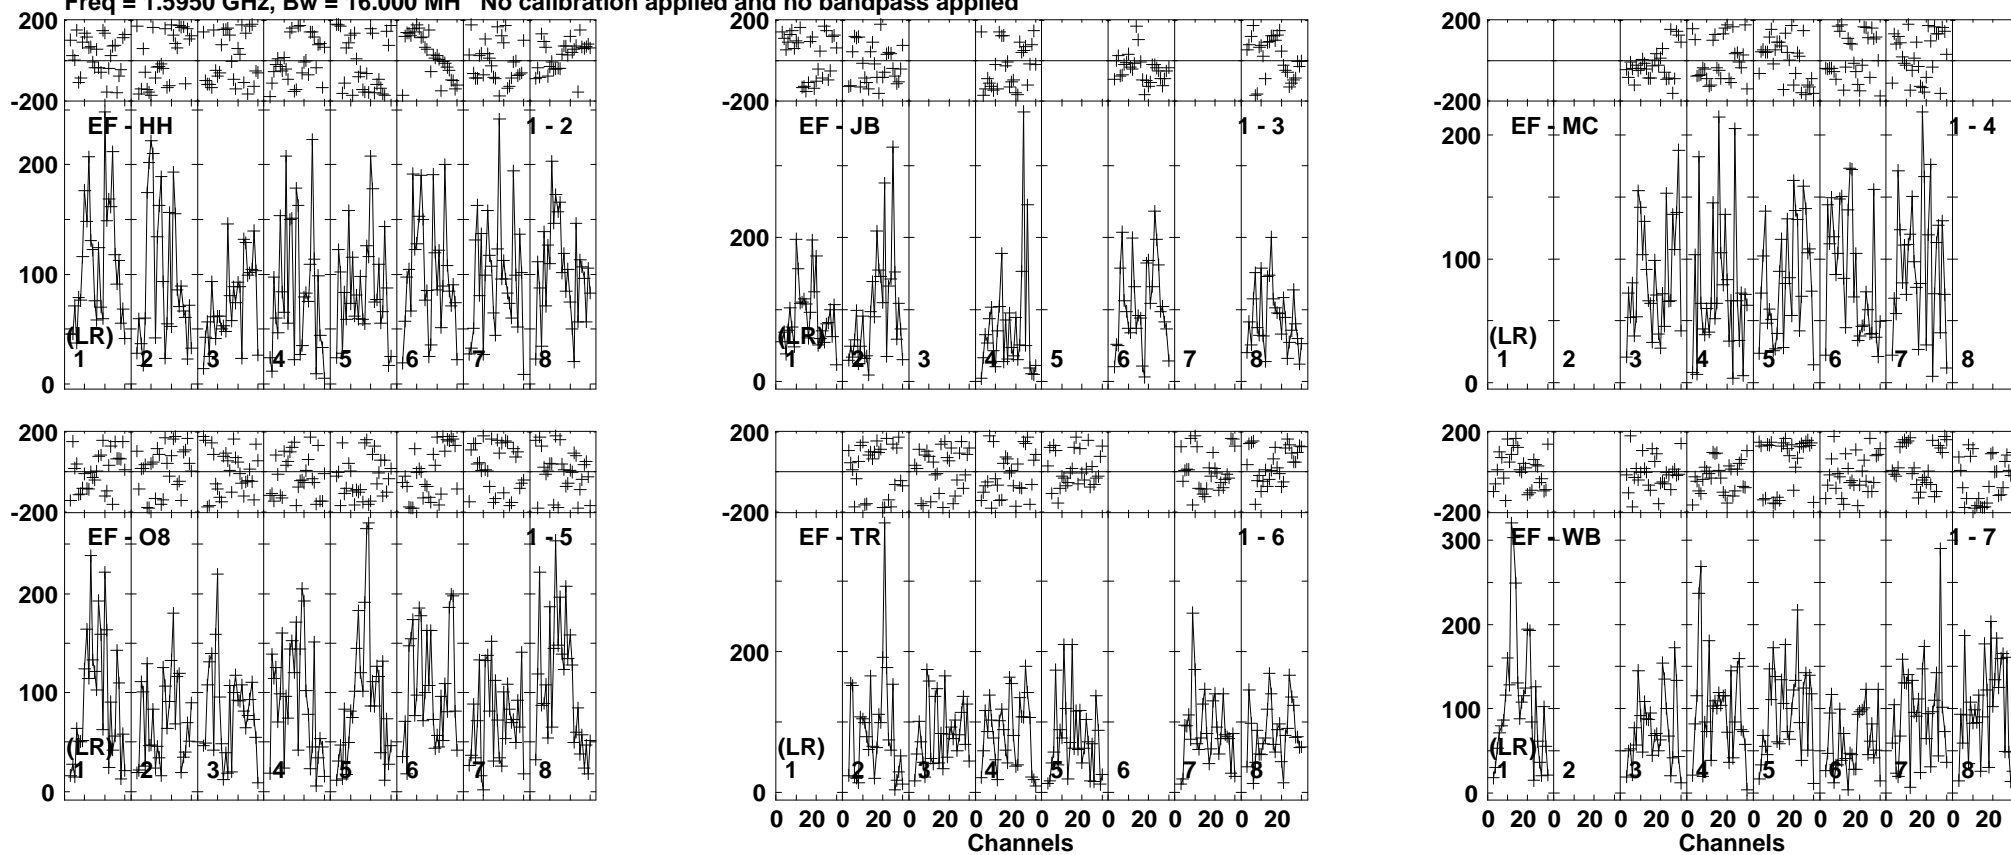 Freq = 1.5950 GHz, Bw = 16.000 MH No calibration applied and no bandpass applied
200
-200
EF - HH 1 - 2
200
100
0
(LR)
1 2 3 4 5 6 7 8
200
-200
EF - JB 1 - 3
200
0
(LR)
1 2 3 4 5 6 7 8
200
-200
EF - MC 1 - 4
200
100
0
(LR)
1 2 3 4 5 6 7 8
200
-200
EF - O8 1 - 5
200
100
0
(LR)
1 2 3 4 5 6 7 8
200
-200
EF - TR 1 - 6
200
0
(LR)
1 2 3 4 5 6 7 8
0 20 0 20 0 20 0 20 0 20 0 20 0 20 0 20
Channels
200
-200
EF - WB 1 - 7
300
200
100
0
(LR)
1 2 3 4 5 6 7 8
0 20 0 20 0 20 0 20 0 20 0 20 0 20 0 20
Channels